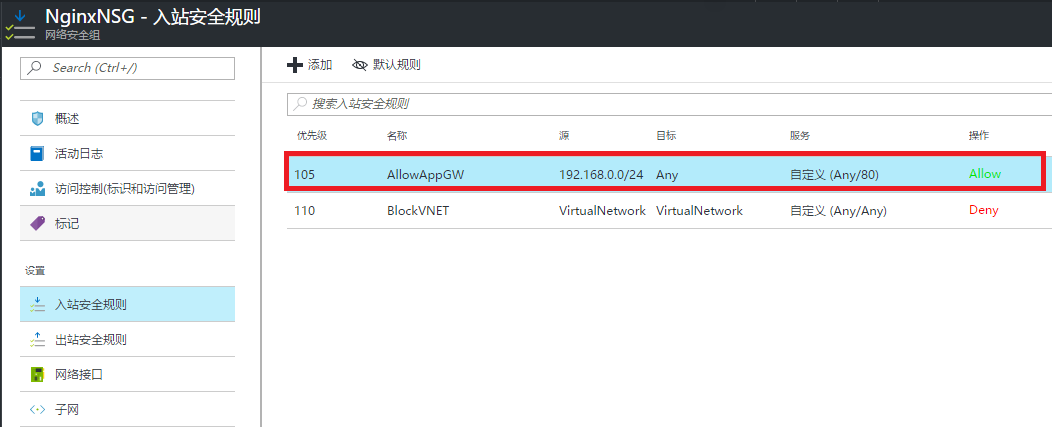 NginxNSG - 入站安全规则
网络安全组
Search (Ctrl+/)
概述
活动日志
访问控制(标识和访问管理)
标记
设置
入站安全规则
出站安全规则
网络接口
子网
添加 默认规则
搜索入站安全规则
优先级 名称 源 目标 服务 操作
105 AllowAppGW 192.168.0.0/24 Any 自定义 (Any/80) Allow
110 BlockVNET VirtualNetwork VirtualNetwork 自定义 (Any/Any) Deny